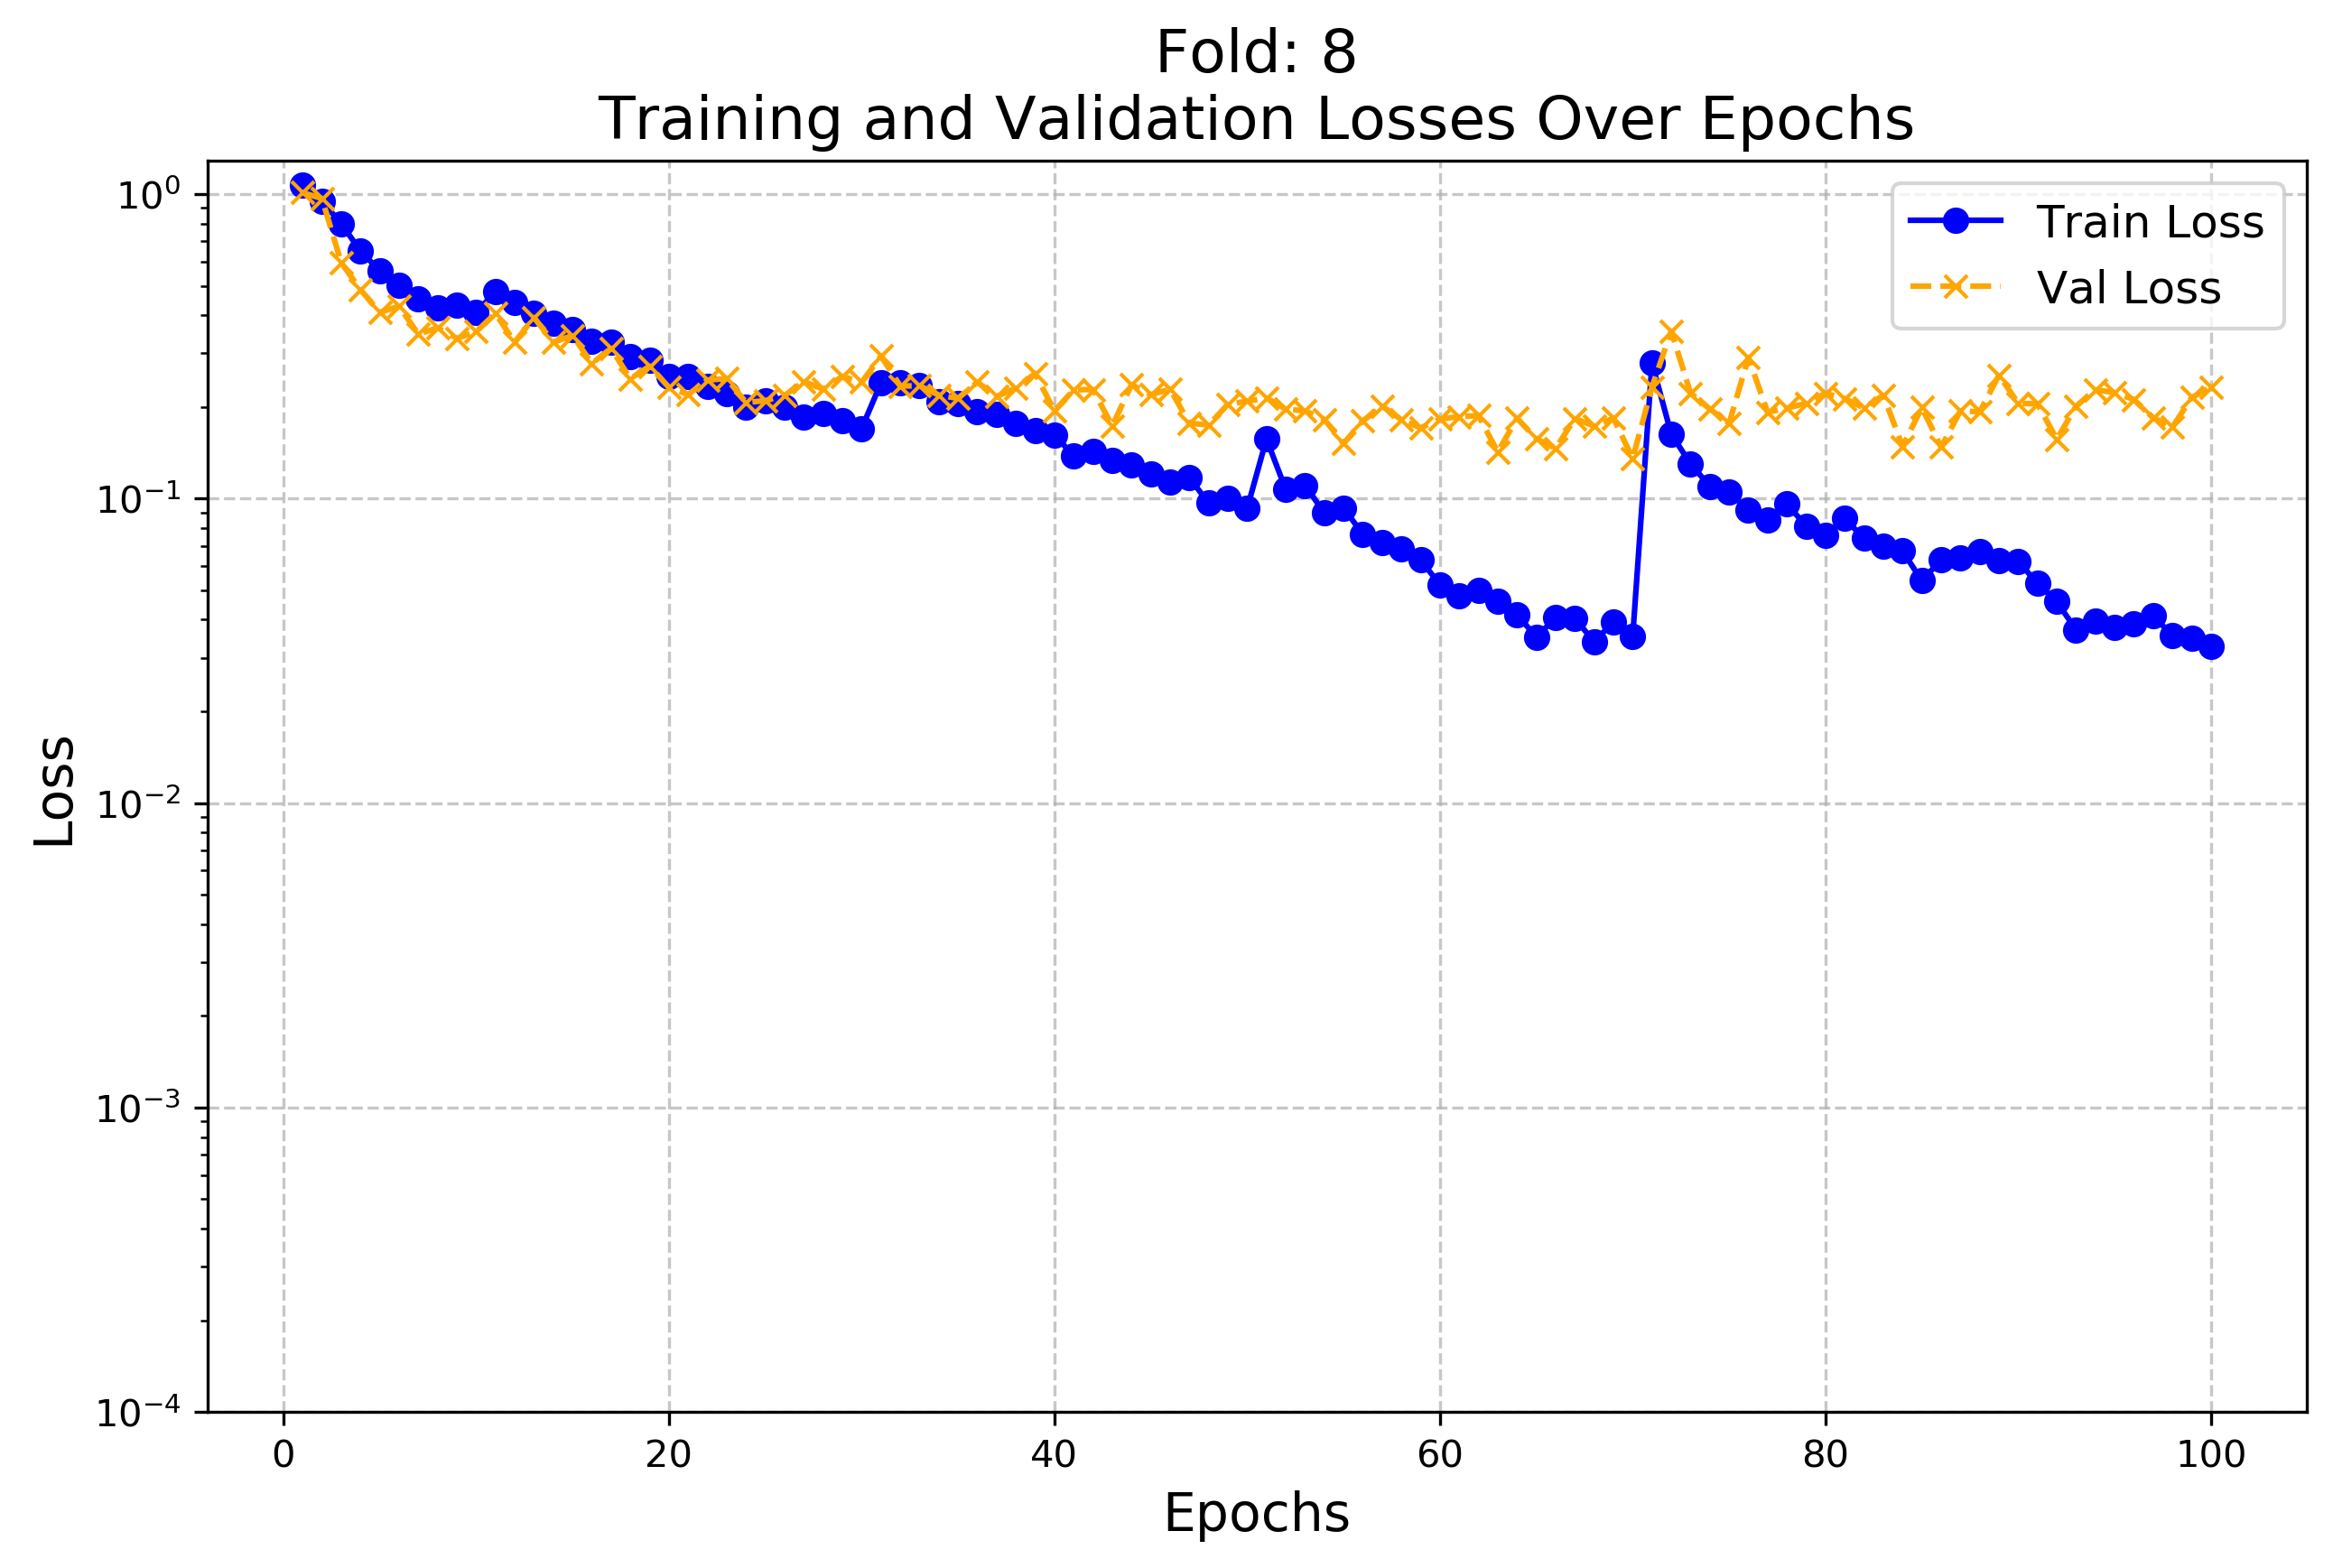 Fold: 8
Training and Validation Losses Over Epochs
Train Loss
Val Loss
10⁰
10⁻¹
10⁻²
10⁻³
10⁻⁴
Loss
0 20 40 60 80 100
Epochs